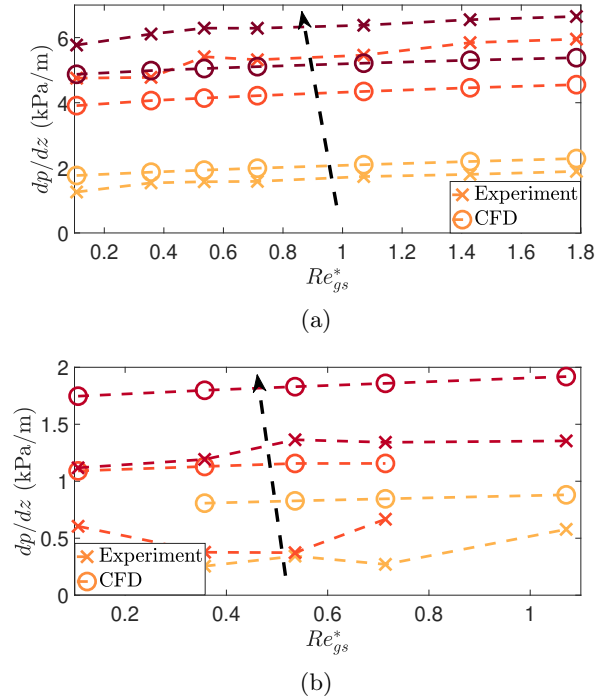 6
4
2
0
dp/dz (kPa/m)
Experiment
CFD
0.2 0.4 0.6 0.8 1 1.2 1.4 1.6 1.8
Re*gs
(a)
2
1.5
1
0.5
0
dp/dz (kPa/m)
Experiment
CFD
0.2 0.4 0.6 0.8 1
Re*gs
(b)